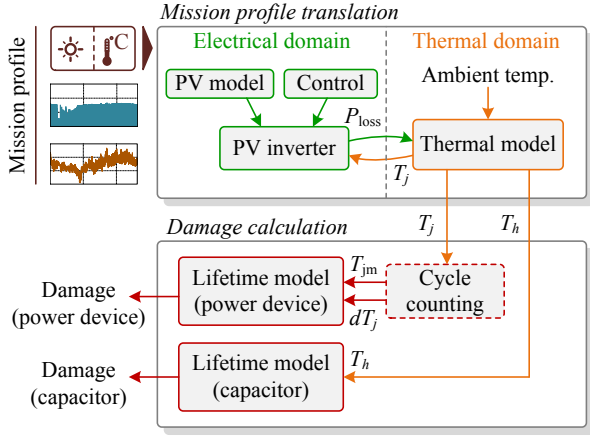 Mission profile translation
Mission profile
°C
Electrical domain
Thermal domain
PV model
Control
Ambient temp.
P_loss
PV inverter
Thermal model
T_j
T_j
T_h
Damage calculation
Lifetime model
(power device)
T_jm
dT_j
Cycle
counting
Damage
(power device)
Lifetime model
(capacitor)
T_h
Damage
(capacitor)